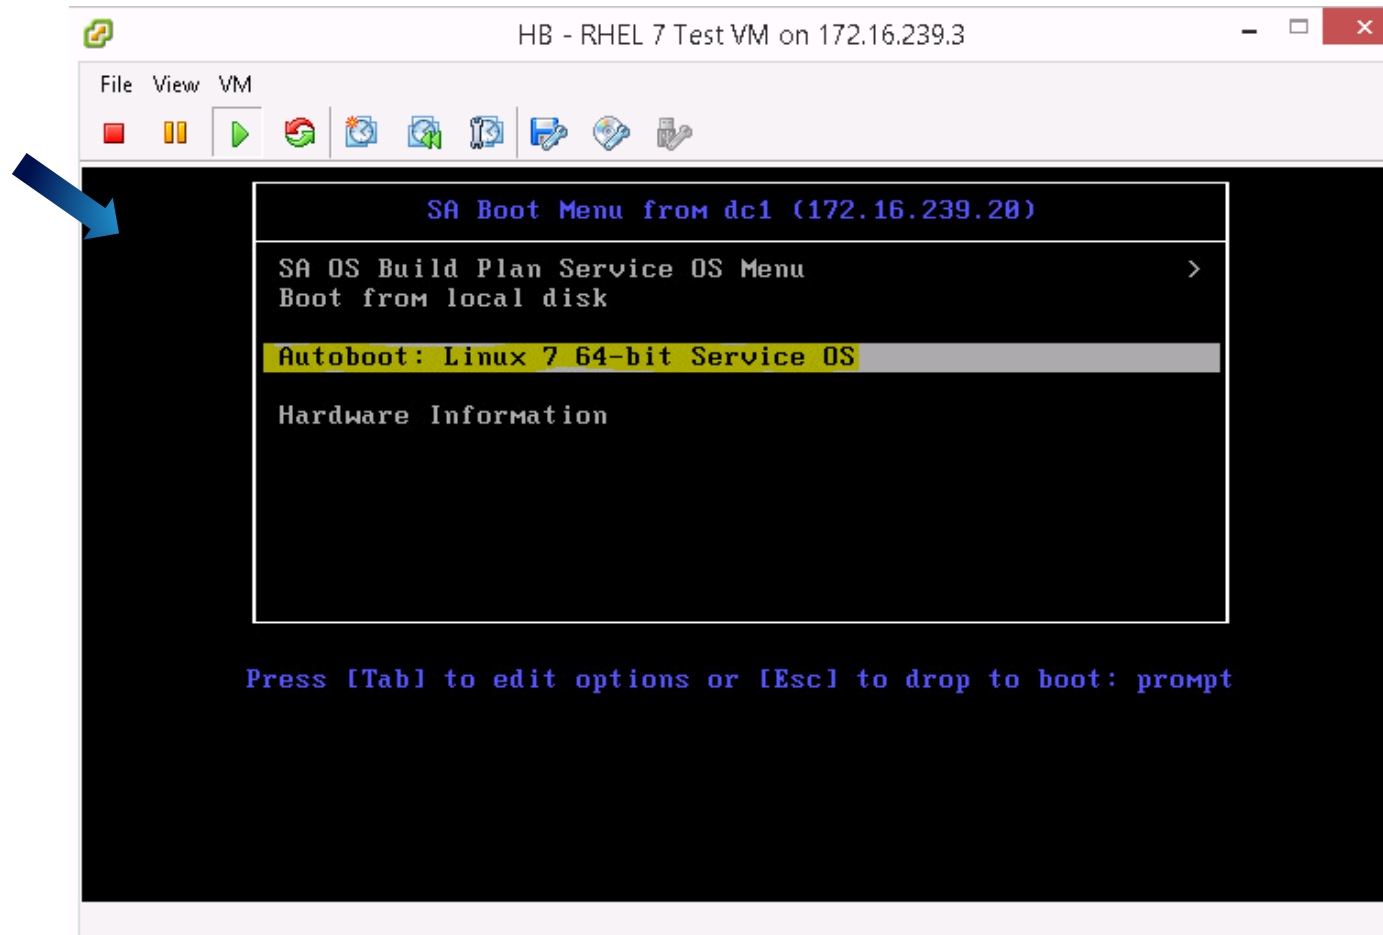 HB - RHEL 7 Test VM on 172.16.239.3
File View VM
SA Boot Menu from dc1 (172.16.239.20)
SA OS Build Plan Service OS Menu >
Boot from local disk
Autoboot: Linux 7 64-bit Service OS
Hardware Information
Press [Tab] to edit options or [Esc] to drop to boot: prompt